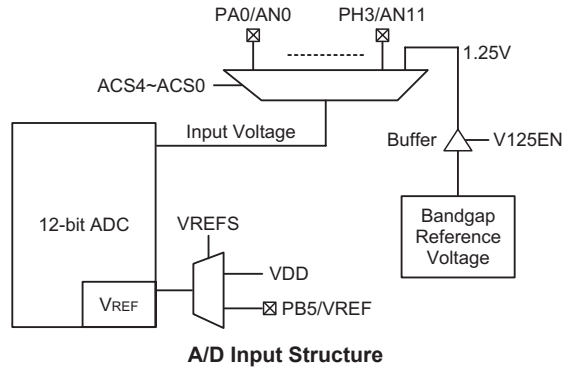 PA0/AN0
PH3/AN11
1.25V
ACS4~ACS0
Input Voltage
Buffer
V125EN
12-bit ADC
VREFS
Bandgap
Reference
Voltage
VDD
VREF
PB5/VREF
A/D Input Structure